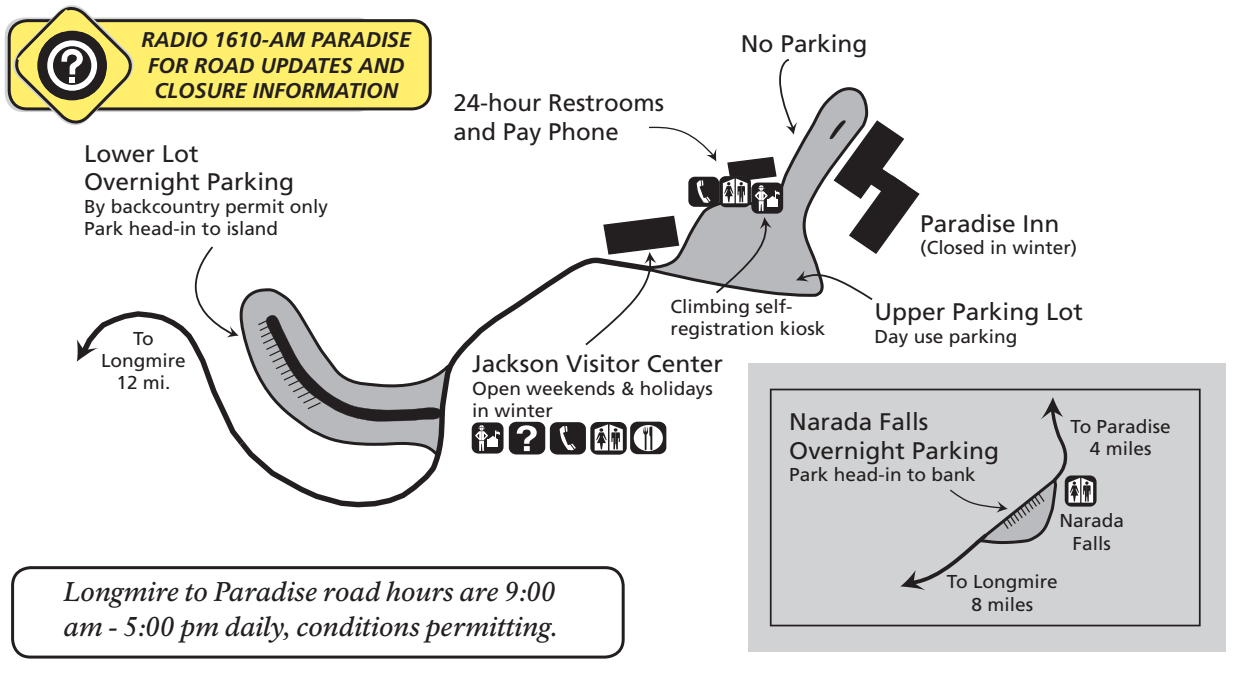 RADIO 1610-AM PARADISE
FOR ROAD UPDATES AND
CLOSURE INFORMATION
No Parking
24-hour Restrooms
and Pay Phone
Lower Lot
Overnight Parking
By backcountry permit only
Park head-in to island
Paradise Inn
(Closed in winter)
Climbing self-
registration kiosk
Upper Parking Lot
Day use parking
To
Longmire
12 mi.
Jackson Visitor Center
Open weekends & holidays
in winter
?
?
Narada Falls
Overnight Parking
Park head-in to bank
To Paradise
4 miles
Narada
Falls
To Longmire
8 miles
Longmire to Paradise road hours are 9:00
am - 5:00 pm daily, conditions permitting.